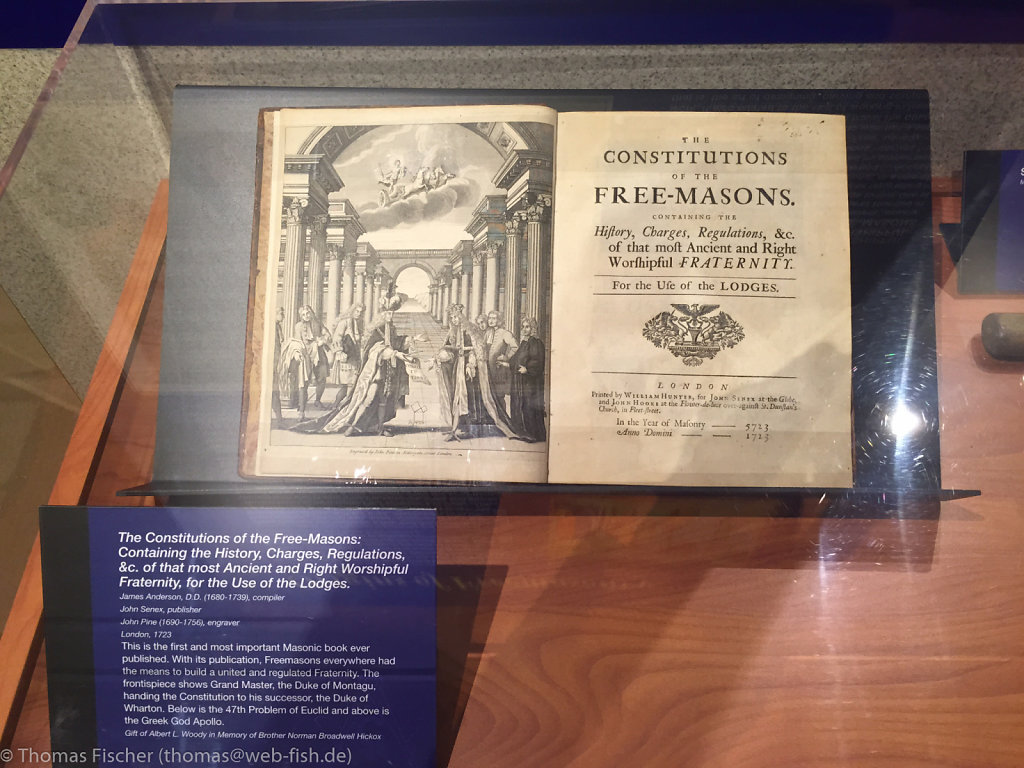 THE
CONSTITUTIONS
OF THE
FREE-MASONS.
CONTAINING THE
Hiſtory, Charges, Regulations, &c.
of that moſt Ancient and Right
Worſhipful FRATERNITY.
For the Uſe of the LODGES.
LONDON
Printed by WILLIAM HUNTER, for JOHN SENEX at the Globe,
and JOHN HOOKE at the Flower-de-luce over-againſt St. Dunſtan's
Church, in Fleet-ſtreet.
In the Year of Maſonry —— 5723
Anno Domini —— —— 1723
Engraved by John Pine in Aldersgate street London
The Constitutions of the Free-Masons:
Containing the History, Charges, Regulations,
&c. of that most Ancient and Right Worshipful
Fraternity, for the Use of the Lodges.
James Anderson, D.D. (1680-1739), compiler
John Senex, publisher
John Pine (1690-1756), engraver
London, 1723
This is the first and most important Masonic book ever
published. With its publication, Freemasons everywhere had
the means to build a united and regulated Fraternity. The
frontispiece shows Grand Master, the Duke of Montagu,
handing the Constitution to his successor, the Duke of
Wharton. Below is the 47th Problem of Euclid and above is
the Greek God Apollo.
Gift of Albert L. Woody in Memory of Brother Norman Broadwell Hickox
© Thomas Fischer (thomas@web-fish.de)